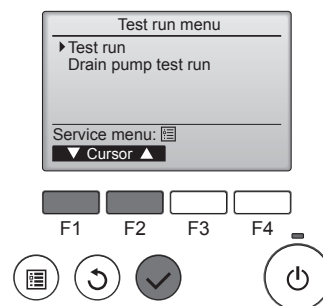 Test run menu
Test run
Drain pump test run
Service menu:
▼ Cursor ▲
F1 F2 F3 F4